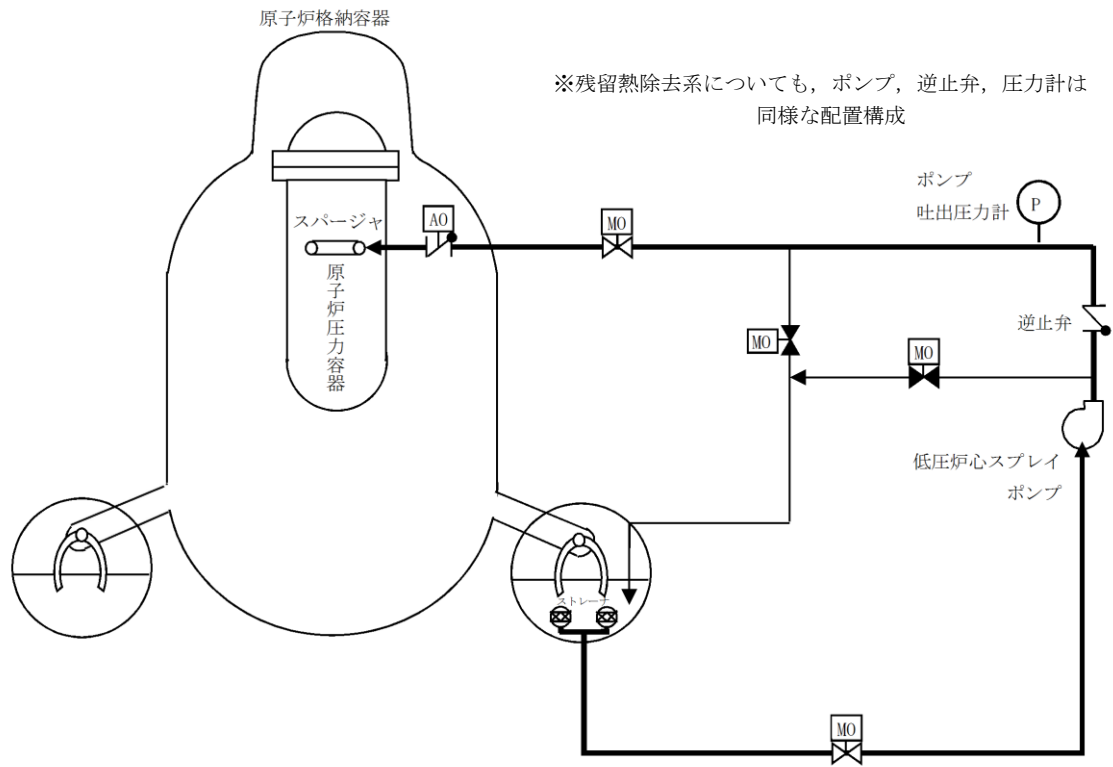 原子炉格納容器
※残留熱除去系についても，ポンプ，逆止弁，圧力計は
同様な配置構成
ポンプ
吐出圧力計
P
スパージャ
AO
MO
原子炉圧力容器
逆止弁
MO
MO
低圧炉心スプレイ
ポンプ
ストレーナ
MO